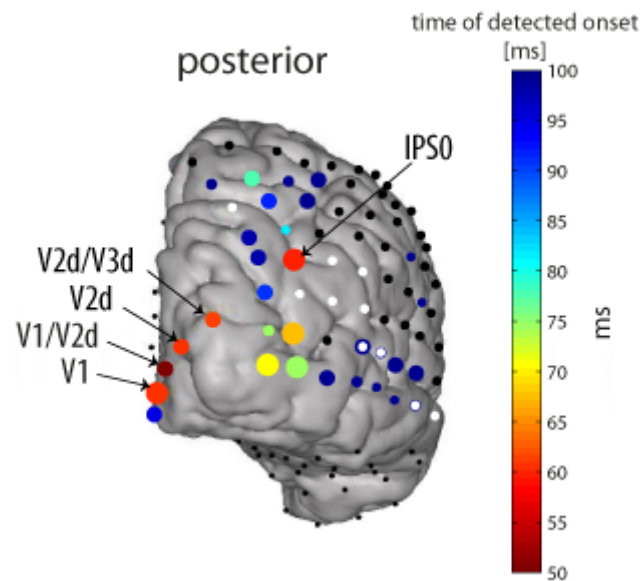 time of detected onset
[ms]
posterior
100
IPS0
95
90
85
V2d/V3d
80
V2d
75
ms
V1/V2d
70
V1
65
60
55
50